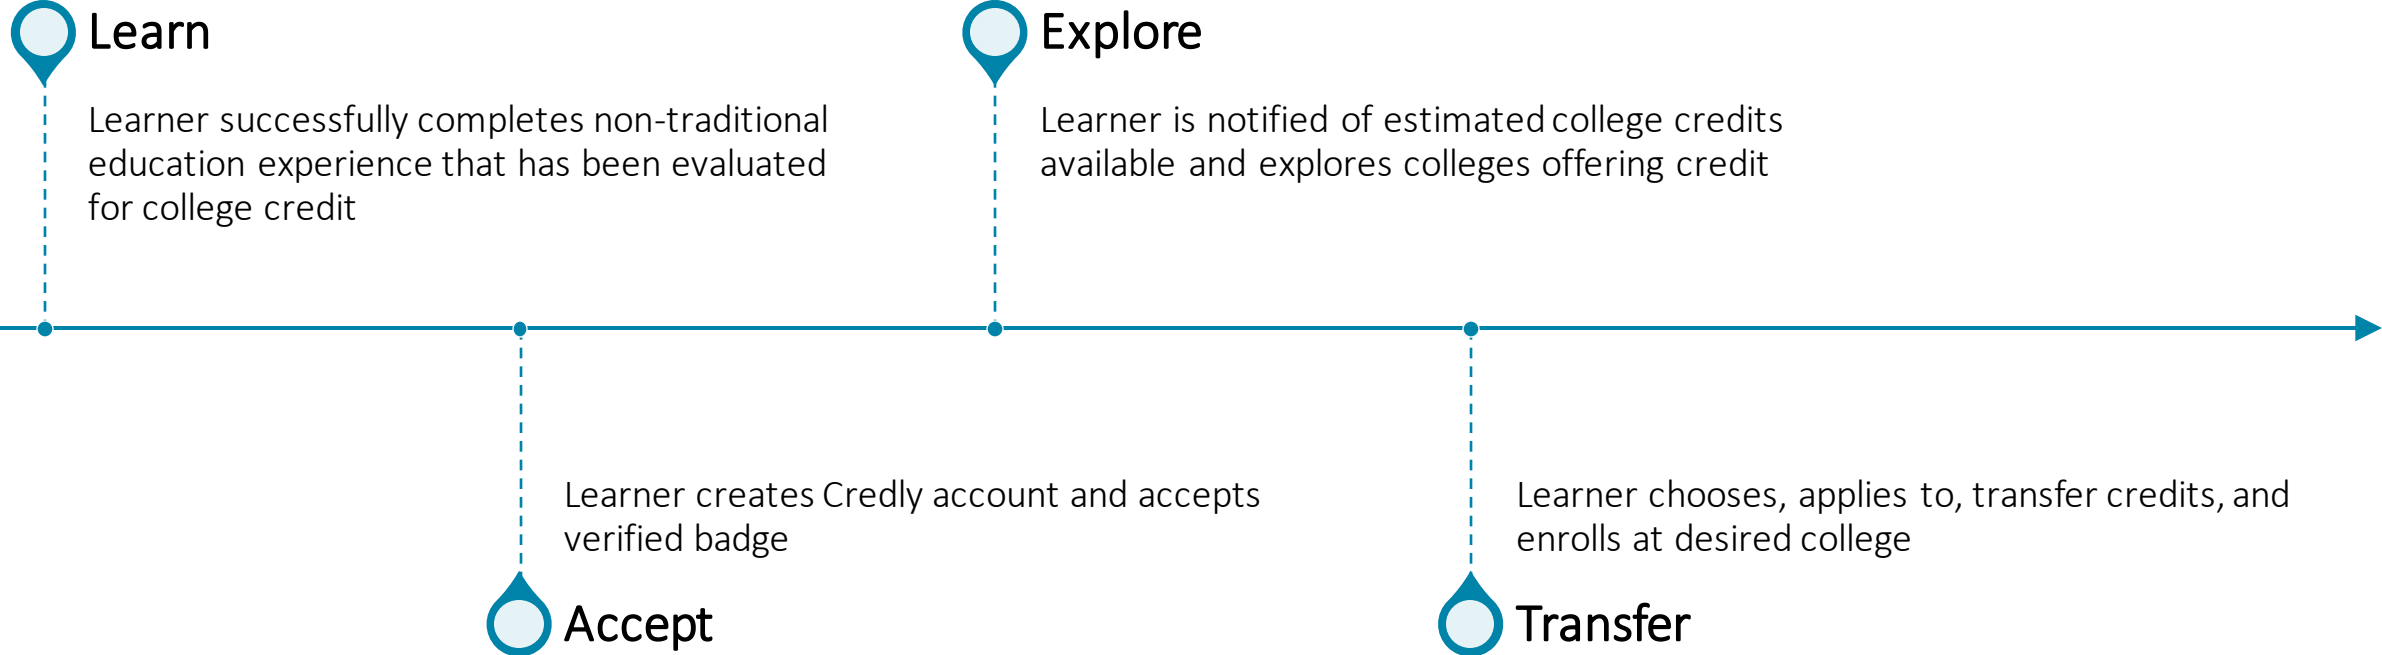 Learn
Learner successfully completes non-traditional
education experience that has been evaluated
for college credit
Explore
Learner is notified of estimated college credits
available and explores colleges offering credit
Learner creates Credly account and accepts
verified badge
Accept
Learner chooses, applies to, transfer credits, and
enrolls at desired college
Transfer